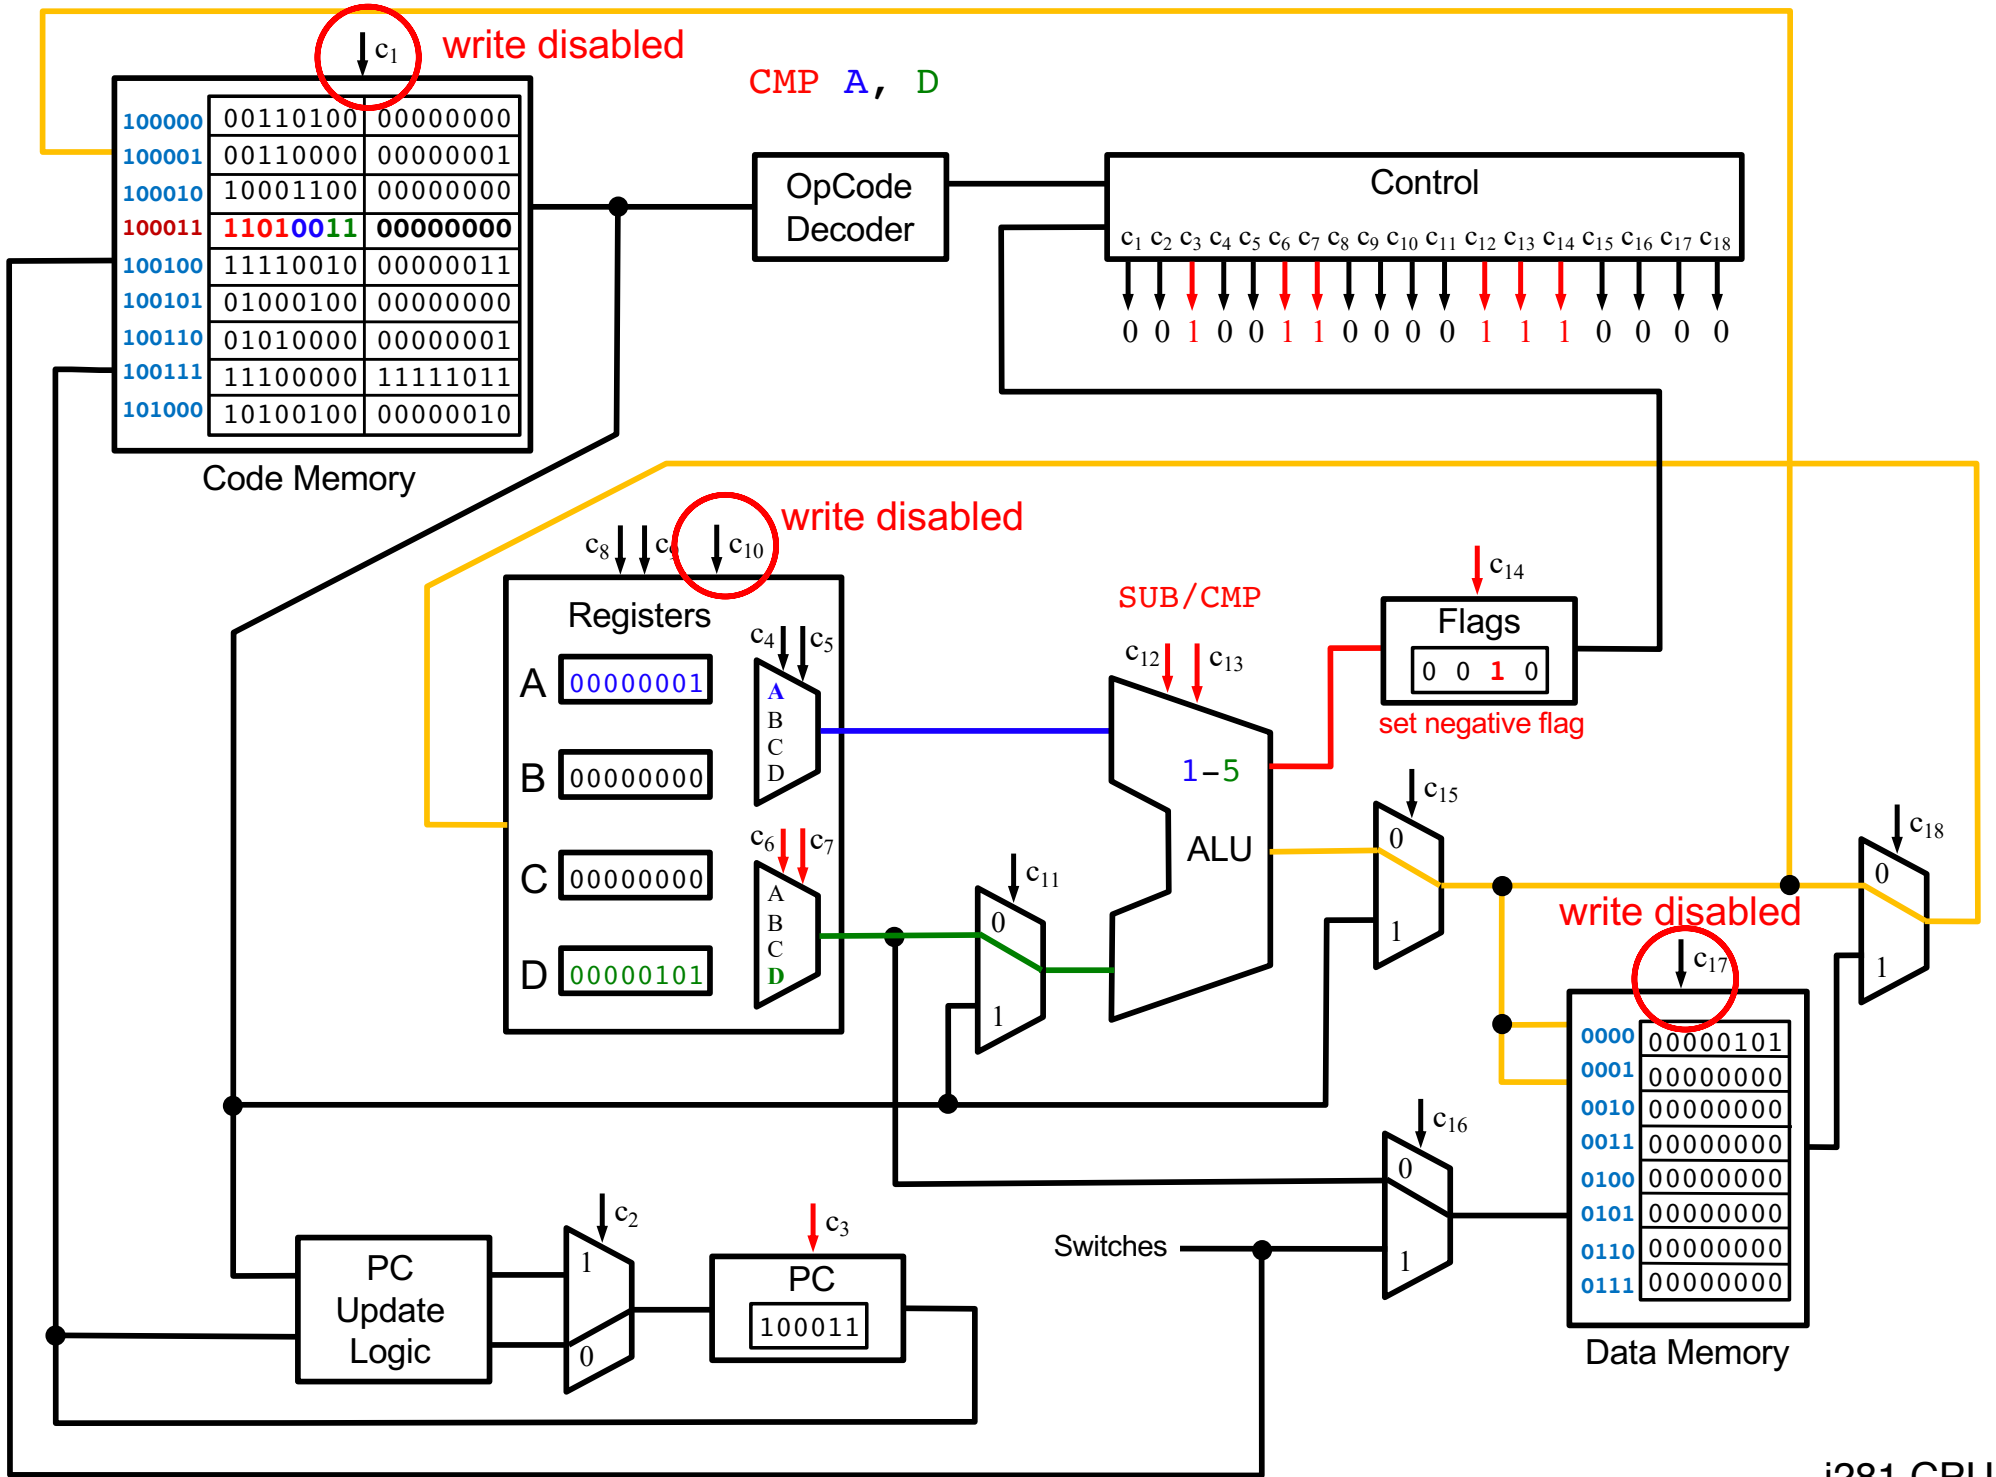 c1 write disabled
CMP A, D
100000 00110100 00000000
100001 00110000 00000001
100010 10001100 00000000
100011 11010011 00000000
100100 11110010 00000011
100101 01000100 00000000
100110 01010000 00000001
100111 11100000 11111011
101000 10100100 00000010
Code Memory
OpCode
Decoder
Control
c1 c2 c3 c4 c5 c6 c7 c8 c9 c10 c11 c12 c13 c14 c15 c16 c17 c18
0 0 1 0 0 1 1 0 0 0 0 1 1 1 0 0 0 0
write disabled
c8 c9 c10
Registers
c4 c5
A 00000001
B 00000000
C 00000000
D 00000101
A
B
C
D
c6 c7
A
B
C
D
c11
0
1
SUB/CMP
c12 c13
1-5
ALU
c14
Flags
0 0 1 0
set negative flag
c15
0
1
c18
0
1
write disabled
c17
0000 00000101
0001 00000000
0010 00000000
0011 00000000
0100 00000000
0101 00000000
0110 00000000
0111 00000000
Data Memory
c16
0
1
Switches
PC
Update
Logic
c2
1
0
c3
PC
100011
i281 CPU